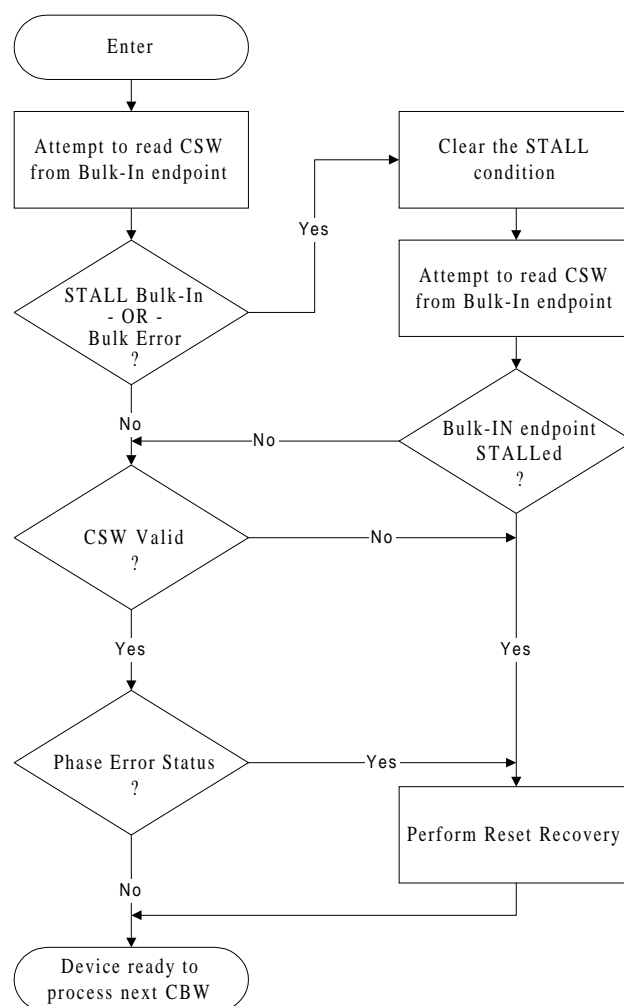 Enter
Attempt to read CSW
from Bulk-In endpoint
Clear the STALL
condition
Yes
Attempt to read CSW
from Bulk-In endpoint
STALL Bulk-In
- OR -
Bulk Error
?
No
Bulk-IN endpoint
STALLed
?
No
CSW Valid
?
No
Yes
Yes
Phase Error Status
?
Yes
Perform Reset Recovery
No
Device ready to
process next CBW